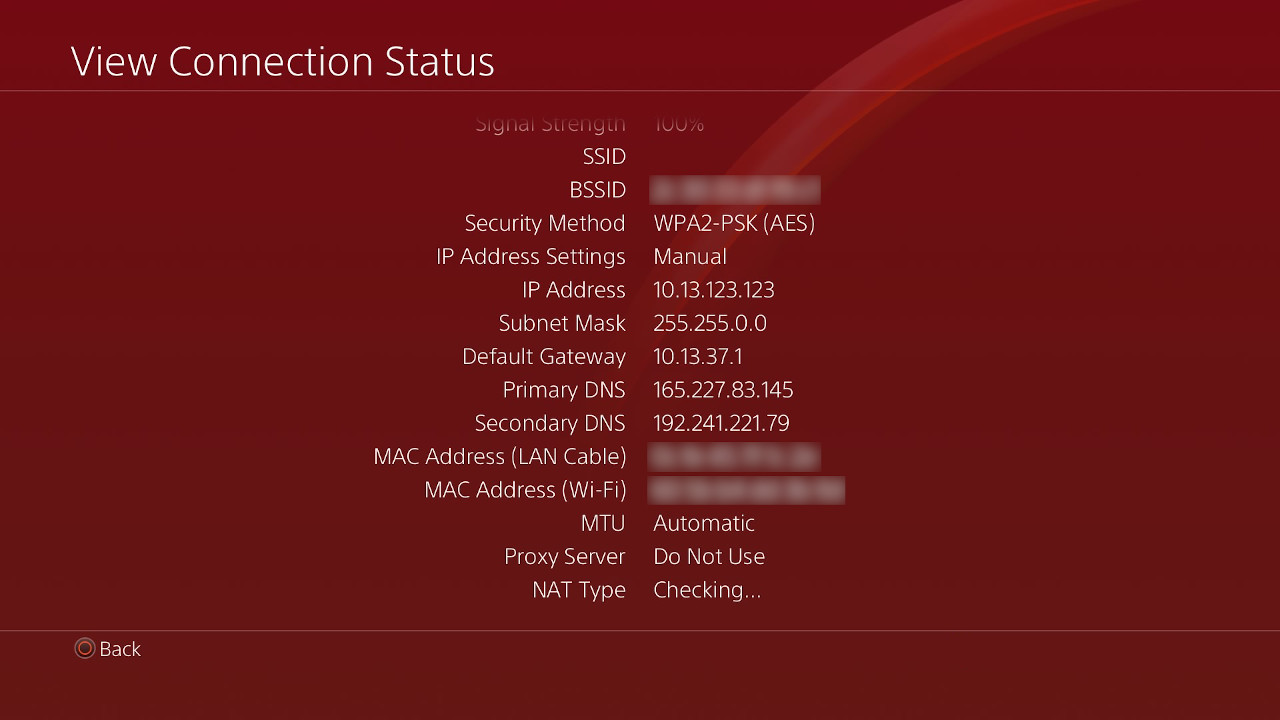 View Connection Status
Signal Strength 100%
SSID
BSSID
Security Method WPA2-PSK (AES)
IP Address Settings Manual
IP Address 10.13.123.123
Subnet Mask 255.255.0.0
Default Gateway 10.13.37.1
Primary DNS 165.227.83.145
Secondary DNS 192.241.221.79
MAC Address (LAN Cable)
MAC Address (Wi-Fi)
MTU Automatic
Proxy Server Do Not Use
NAT Type Checking...
Back